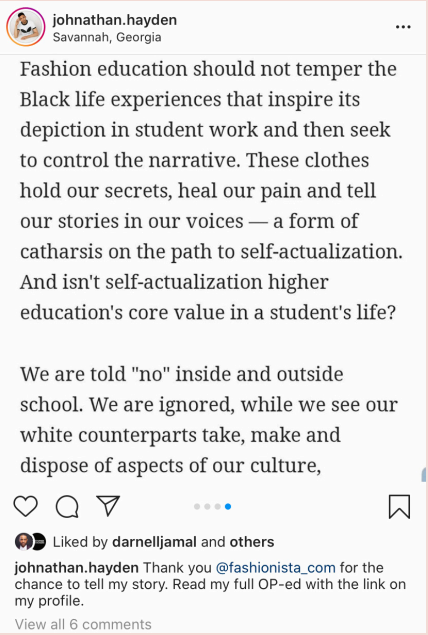 johnathan.hayden
Savannah, Georgia
Fashion education should not temper the
Black life experiences that inspire its
depiction in student work and then seek
to control the narrative. These clothes
hold our secrets, heal our pain and tell
our stories in our voices — a form of
catharsis on the path to self-actualization.
And isn't self-actualization higher
education's core value in a student's life?
We are told "no" inside and outside
school. We are ignored, while we see our
white counterparts take, make and
dispose of aspects of our culture,
Liked by darnelljamal and others
johnathan.hayden Thank you @fashionista_com for the
chance to tell my story. Read my full OP-ed with the link on
my profile.
View all 6 comments